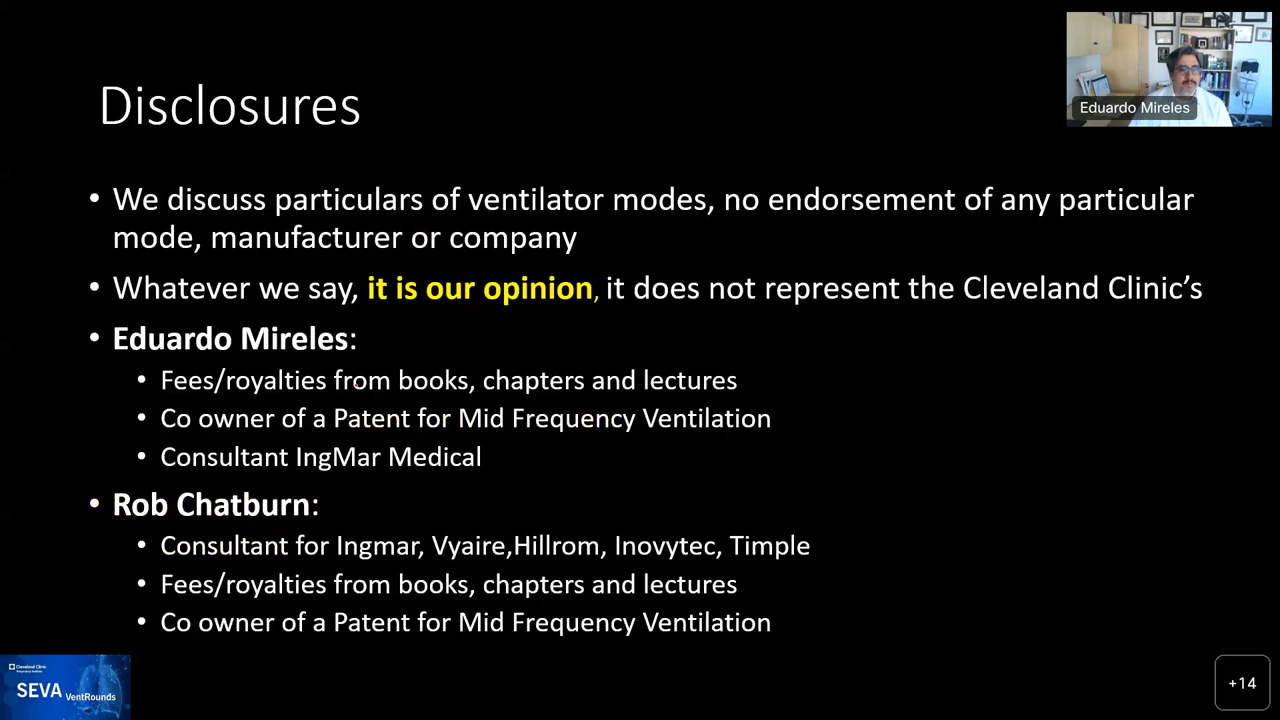 Disclosures
Eduardo Mireles
• We discuss particulars of ventilator modes, no endorsement of any particular
mode, manufacturer or company
• Whatever we say, it is our opinion, it does not represent the Cleveland Clinic's
• Eduardo Mireles:
• Fees/royalties from books, chapters and lectures
• Co owner of a Patent for Mid Frequency Ventilation
• Consultant IngMar Medical
• Rob Chatburn:
• Consultant for Ingmar, Vyaire,Hillrom, Inovytec, Timple
• Fees/royalties from books, chapters and lectures
• Co owner of a Patent for Mid Frequency Ventilation
Cleveland Clinic
SEVA VentRounds
+14